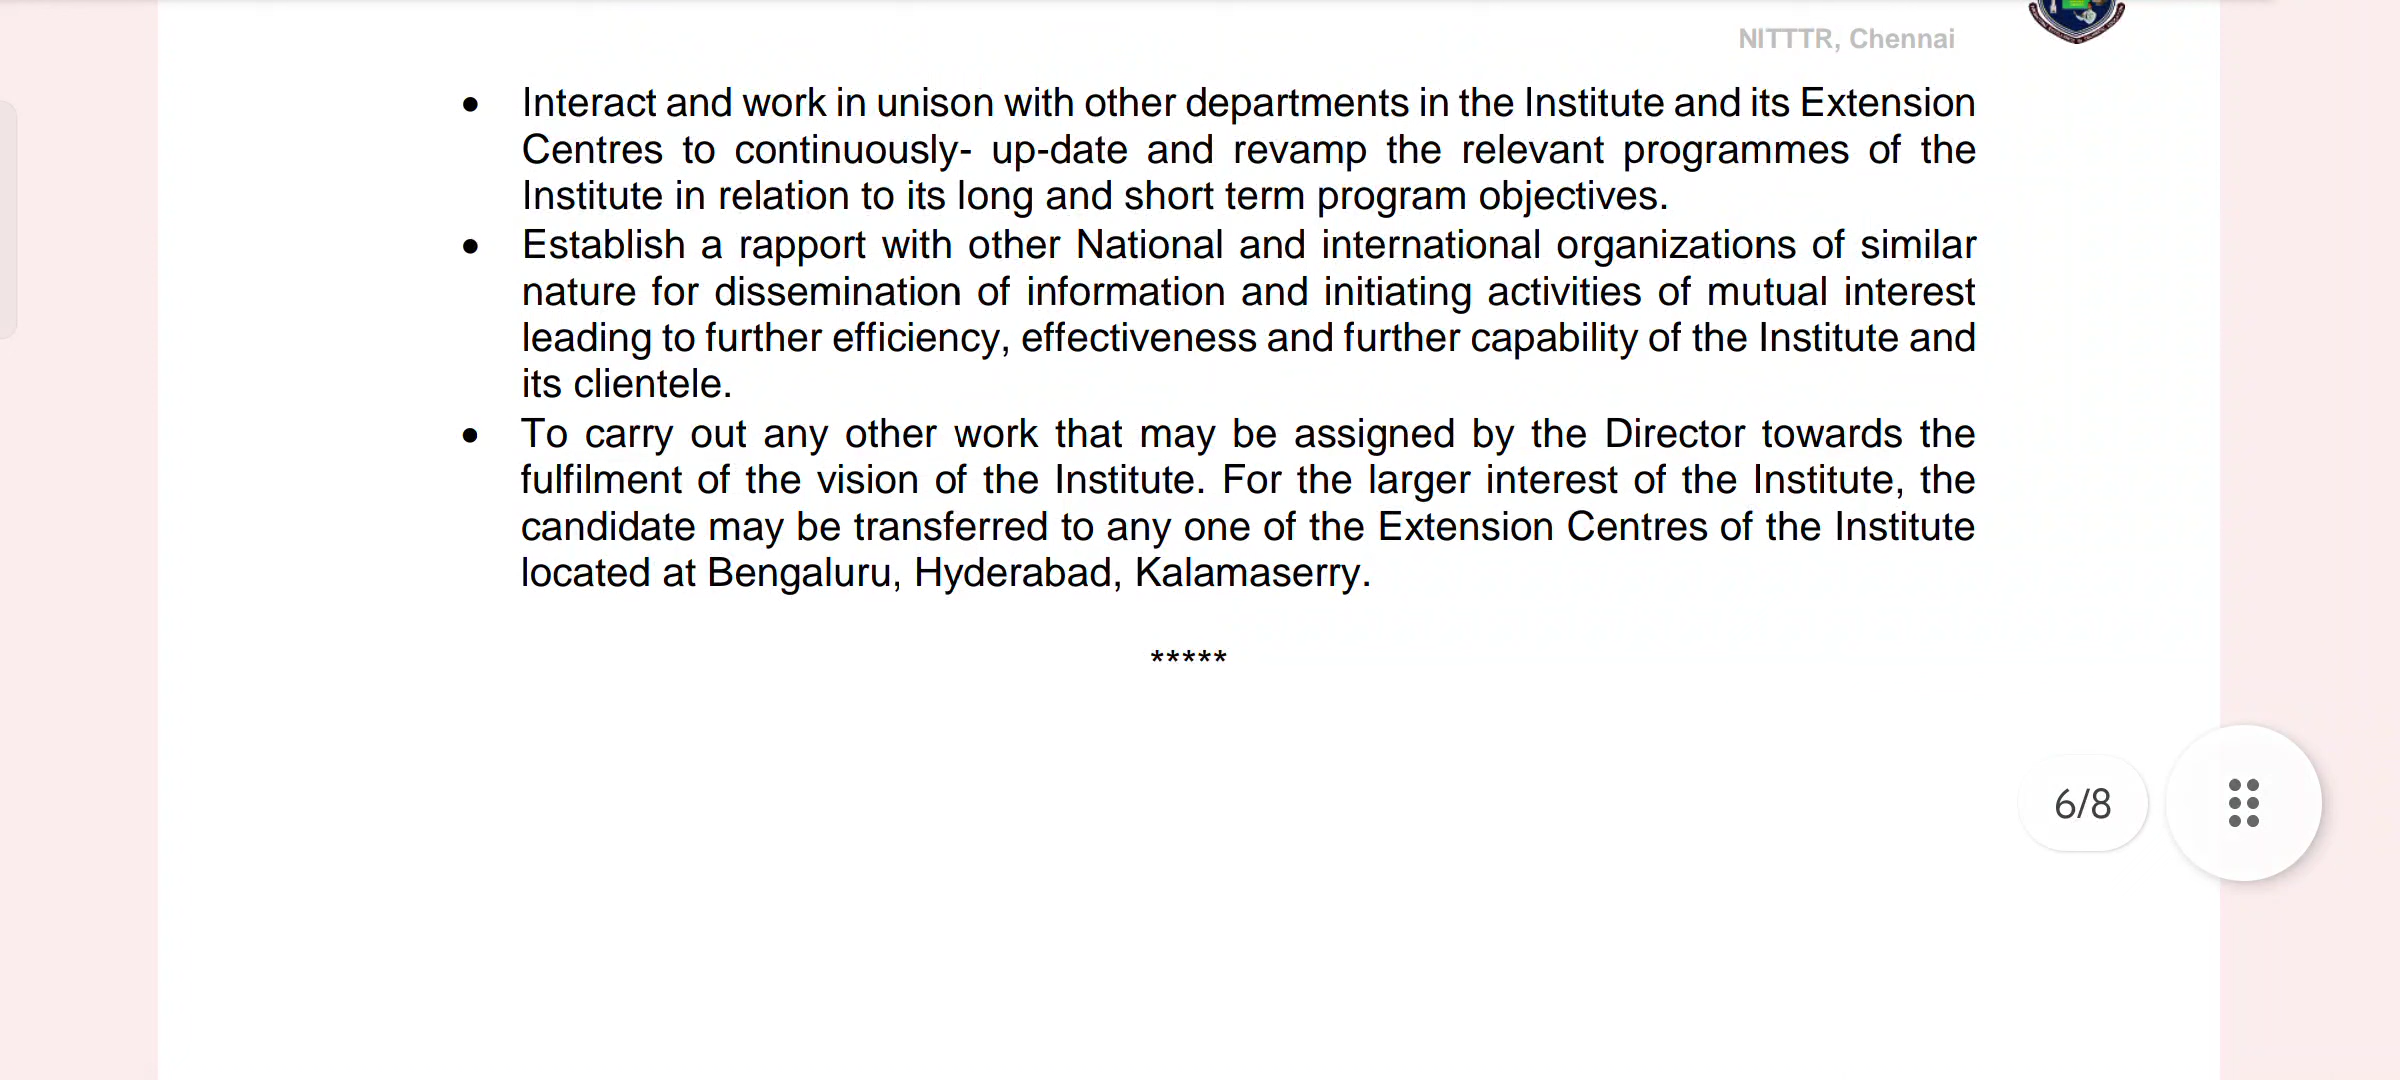 NITTTR, Chennai
• Interact and work in unison with other departments in the Institute and its Extension
Centres to continuously- up-date and revamp the relevant programmes of the
Institute in relation to its long and short term program objectives.
• Establish a rapport with other National and international organizations of similar
nature for dissemination of information and initiating activities of mutual interest
leading to further efficiency, effectiveness and further capability of the Institute and
its clientele.
• To carry out any other work that may be assigned by the Director towards the
fulfilment of the vision of the Institute. For the larger interest of the Institute, the
candidate may be transferred to any one of the Extension Centres of the Institute
located at Bengaluru, Hyderabad, Kalamaserry.
*****
6/8